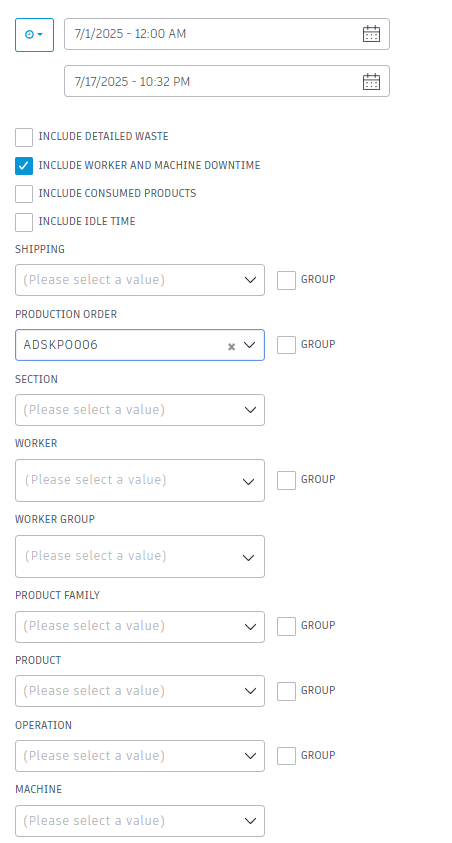 7/1/2025 - 12:00 AM
7/17/2025 - 10:32 PM
INCLUDE DETAILED WASTE
INCLUDE WORKER AND MACHINE DOWNTIME
INCLUDE CONSUMED PRODUCTS
INCLUDE IDLE TIME
SHIPPING
(Please select a value) GROUP
PRODUCTION ORDER
ADSKPO006 GROUP
SECTION
(Please select a value)
WORKER
(Please select a value) GROUP
WORKER GROUP
(Please select a value)
PRODUCT FAMILY
(Please select a value) GROUP
PRODUCT
(Please select a value) GROUP
OPERATION
(Please select a value) GROUP
MACHINE
(Please select a value)